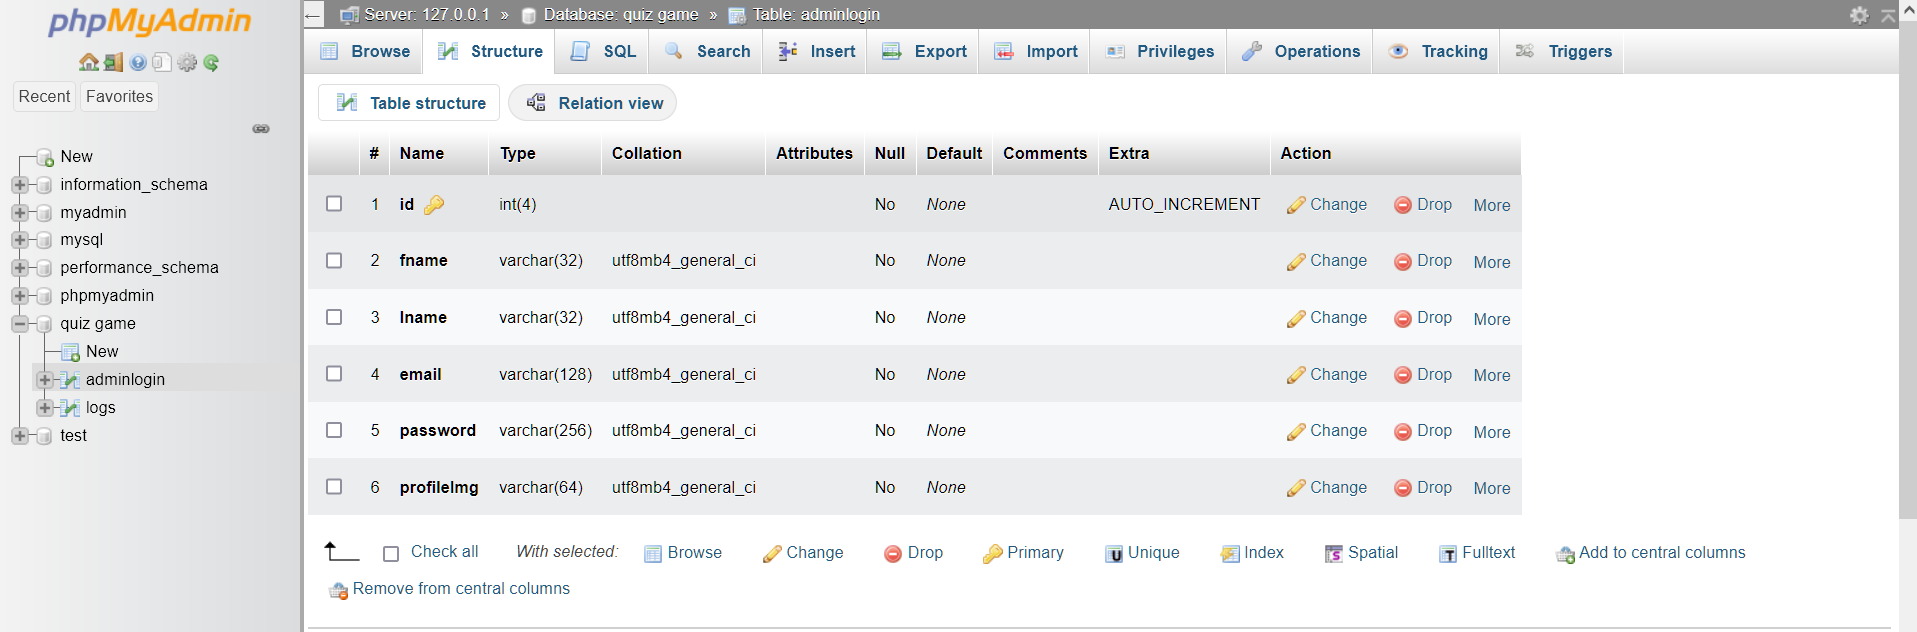 phpMyAdmin
Recent Favorites
New
information_schema
myadmin
mysql
performance_schema
phpmyadmin
quiz game
New
adminlogin
logs
test
Server: 127.0.0.1 » Database: quiz game » Table: adminlogin
Browse Structure SQL Search Insert Export Import Privileges Operations Tracking Triggers
Table structure Relation view
# Name Type Collation Attributes Null Default Comments Extra Action
1 id int(4) No None AUTO_INCREMENT Change Drop More
2 fname varchar(32) utf8mb4_general_ci No None Change Drop More
3 lname varchar(32) utf8mb4_general_ci No None Change Drop More
4 email varchar(128) utf8mb4_general_ci No None Change Drop More
5 password varchar(256) utf8mb4_general_ci No None Change Drop More
6 profileImg varchar(64) utf8mb4_general_ci No None Change Drop More
Check all With selected: Browse Change Drop Primary Unique Index Spatial Fulltext Add to central columns
Remove from central columns